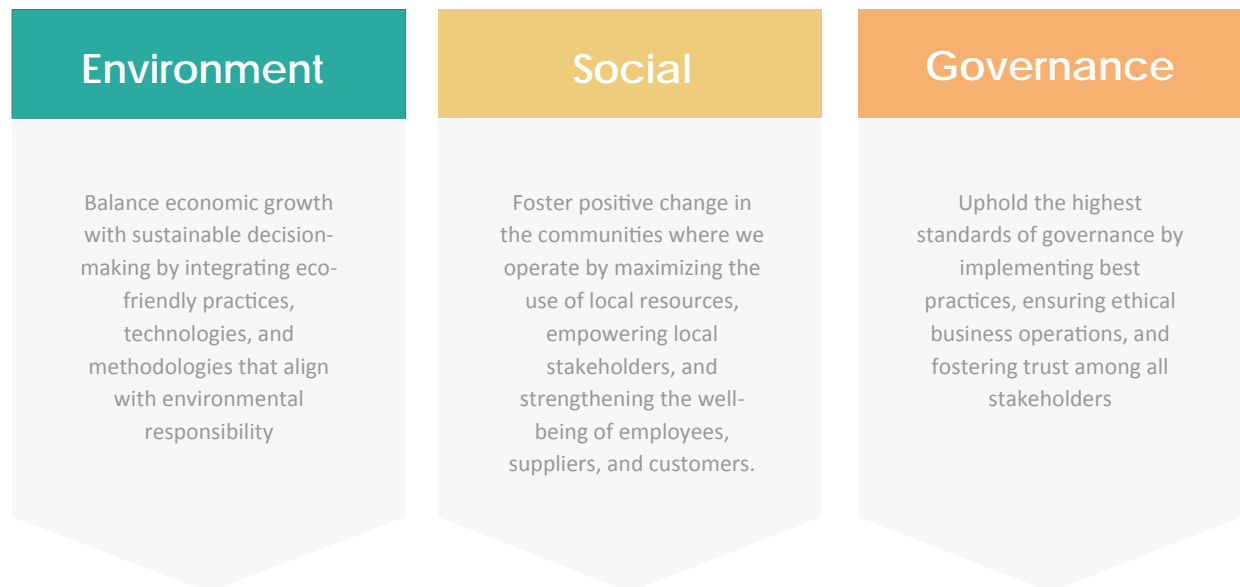 Environment
Balance economic growth
with sustainable decision-
making by integrating eco-
friendly practices,
technologies, and
methodologies that align
with environmental
responsibility
Social
Foster positive change in
the communities where we
operate by maximizing the
use of local resources,
empowering local
stakeholders, and
strengthening the well-
being of employees,
suppliers, and customers.
Governance
Uphold the highest
standards of governance by
implementing best
practices, ensuring ethical
business operations, and
fostering trust among all
stakeholders